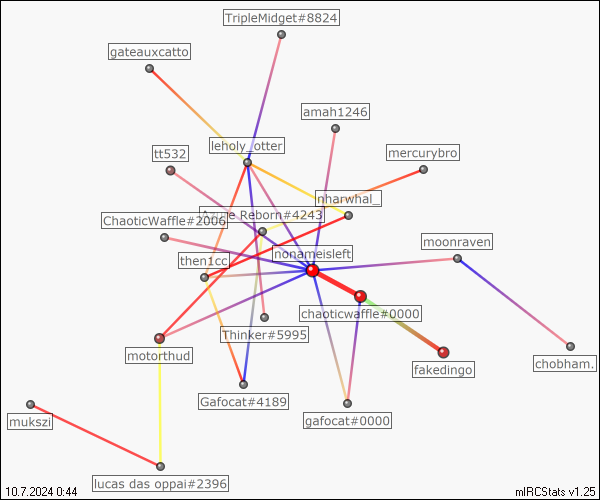 TripleMidget#8824
gateauxcatto
amah1246
leholy_otter
tt532
mercurybro
nharwhal_
Reborn#4243
ChaoticWaffle#2006
moonraven
nonameisleft
then1cc
chaoticwaffle#0000
Thinker#5995
motorthud
fakedingo
chobham.
Gafocat#4189
gafocat#0000
mukszi
lucas das oppai#2396
10.7.2024 0:44
mIRCStats v1.25